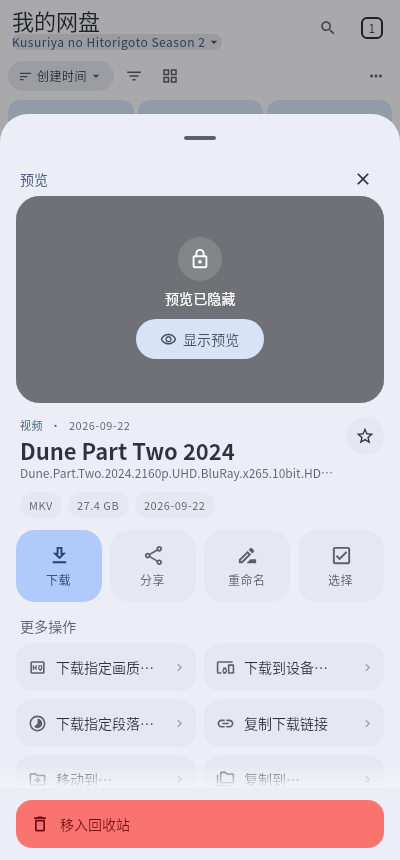 我的网盘
Kusuriya no Hitorigoto Season 2
1
创建时间
预览
预览已隐藏
显示预览
视频 · 2026-09-22
Dune Part Two 2024
Dune.Part.Two.2024.2160p.UHD.BluRay.x265.10bit.HD…
MKV 27.4 GB 2026-09-22
下载 分享 重命名 选择
更多操作
HQ 下载指定画质… 下载到设备…
下载指定段落… 复制下载链接
移动到… 复制到…
移入回收站